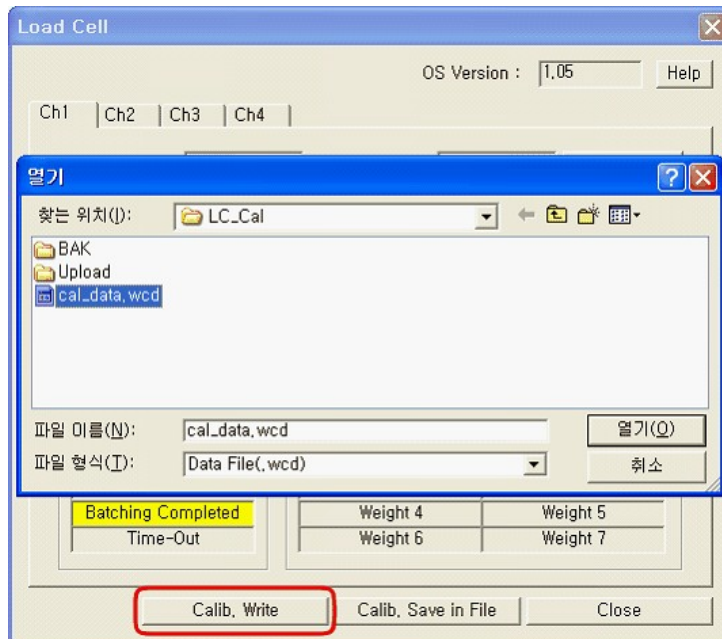 Load Cell
OS Version : 1,05 Help
Ch1 Ch2 Ch3 Ch4
열기
찾는 위치(I): LC_Cal
BAK
Upload
cal_data,wcd
파일 이름(N): cal_data,wcd 열기(O)
파일 형식(T): Data File(,wcd) 취소
Batching Completed Weight 4 Weight 5
Time-Out Weight 6 Weight 7
Calib, Write Calib, Save in File Close